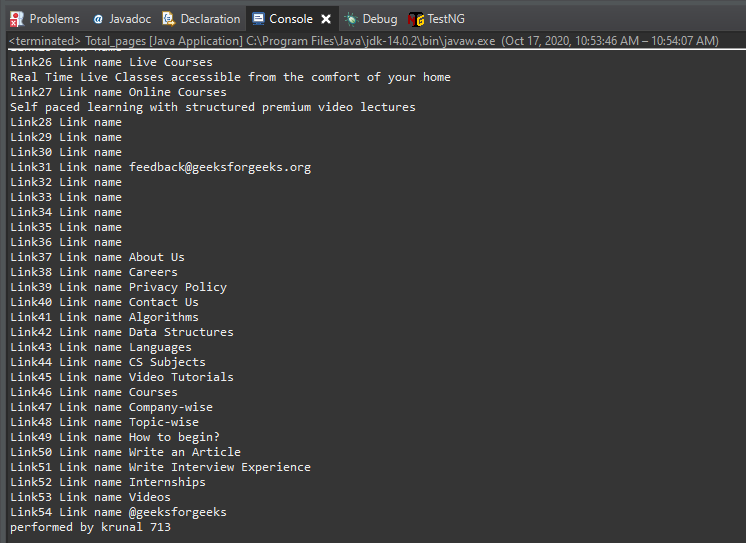 Problems @ Javadoc Declaration Console Debug TestNG
<terminated> Total_pages [Java Application] C:\Program Files\Java\jdk-14.0.2\bin\javaw.exe (Oct 17, 2020, 10:53:46 AM – 10:54:07 AM)
Link26 Link name Live Courses
Real Time Live Classes accessible from the comfort of your home
Link27 Link name Online Courses
Self paced learning with structured premium video lectures
Link28 Link name
Link29 Link name
Link30 Link name
Link31 Link name feedback@geeksforgeeks.org
Link32 Link name
Link33 Link name
Link34 Link name
Link35 Link name
Link36 Link name
Link37 Link name About Us
Link38 Link name Careers
Link39 Link name Privacy Policy
Link40 Link name Contact Us
Link41 Link name Algorithms
Link42 Link name Data Structures
Link43 Link name Languages
Link44 Link name CS Subjects
Link45 Link name Video Tutorials
Link46 Link name Courses
Link47 Link name Company-wise
Link48 Link name Topic-wise
Link49 Link name How to begin?
Link50 Link name Write an Article
Link51 Link name Write Interview Experience
Link52 Link name Internships
Link53 Link name Videos
Link54 Link name @geeksforgeeks
performed by krunal 713